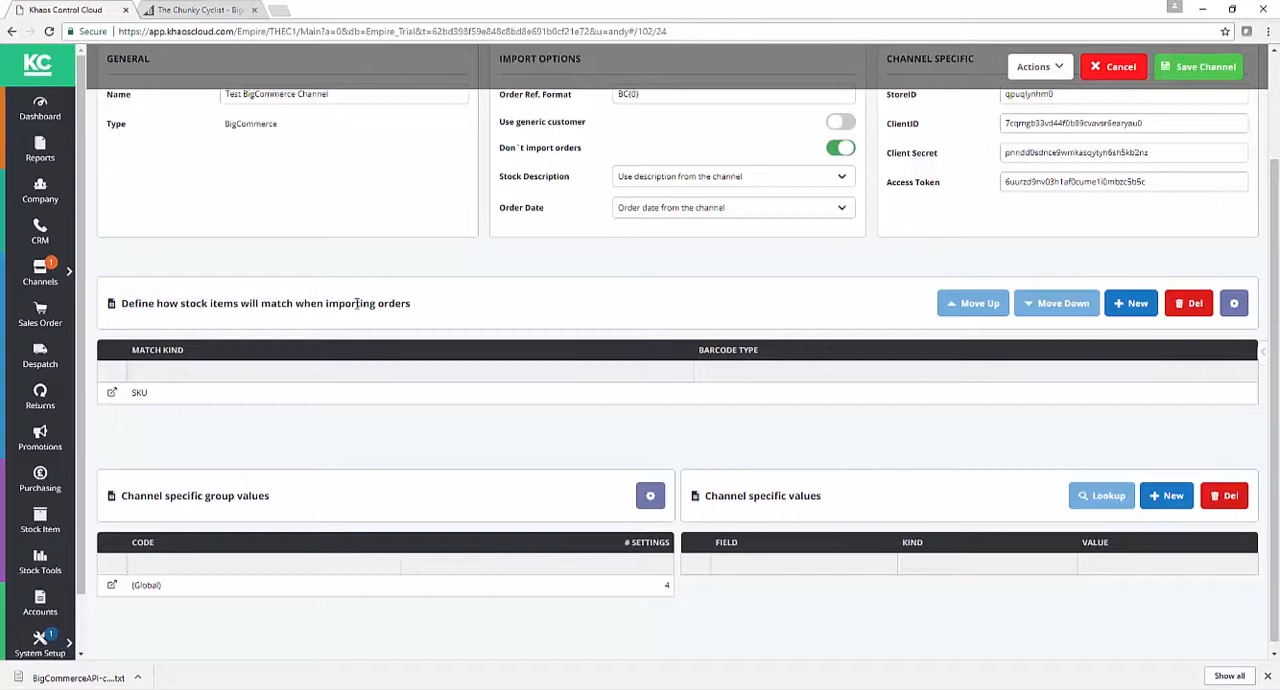 Khaos Control Cloud
The Chunky Cyclist - Big
Secure
https://app.khaoscloud.com/Empire/THEC1/Main?a=0&db=Empire_Trial&t=62bd398f59e848c8bd8e691b0cf21e72&u=andy#/102/24
KC
GENERAL
IMPORT OPTIONS
CHANNEL SPECIFIC
Actions
Cancel
Save Channel
Name
Test BigCommerce Channel
Order Ref. Format
BC{0}
StoreID
qpuqlynhm0
Type
BigCommerce
Use generic customer
ClientID
Don`t import orders
Client Secret
Stock Description
Use description from the channel
Access Token
Order Date
Order date from the channel
Define how stock items will match when importing orders
Move Up
Move Down
New
Del
MATCH KIND
BARCODE TYPE
SKU
Channel specific group values
Channel specific values
Lookup
New
Del
CODE
# SETTINGS
FIELD
KIND
VALUE
(Global)
4
Dashboard
Reports
Company
CRM
1
Channels
Sales Order
Despatch
Returns
Promotions
Purchasing
Stock Item
Stock Tools
Accounts
1
System Setup
BigCommerceAPI-c....txt
Show all